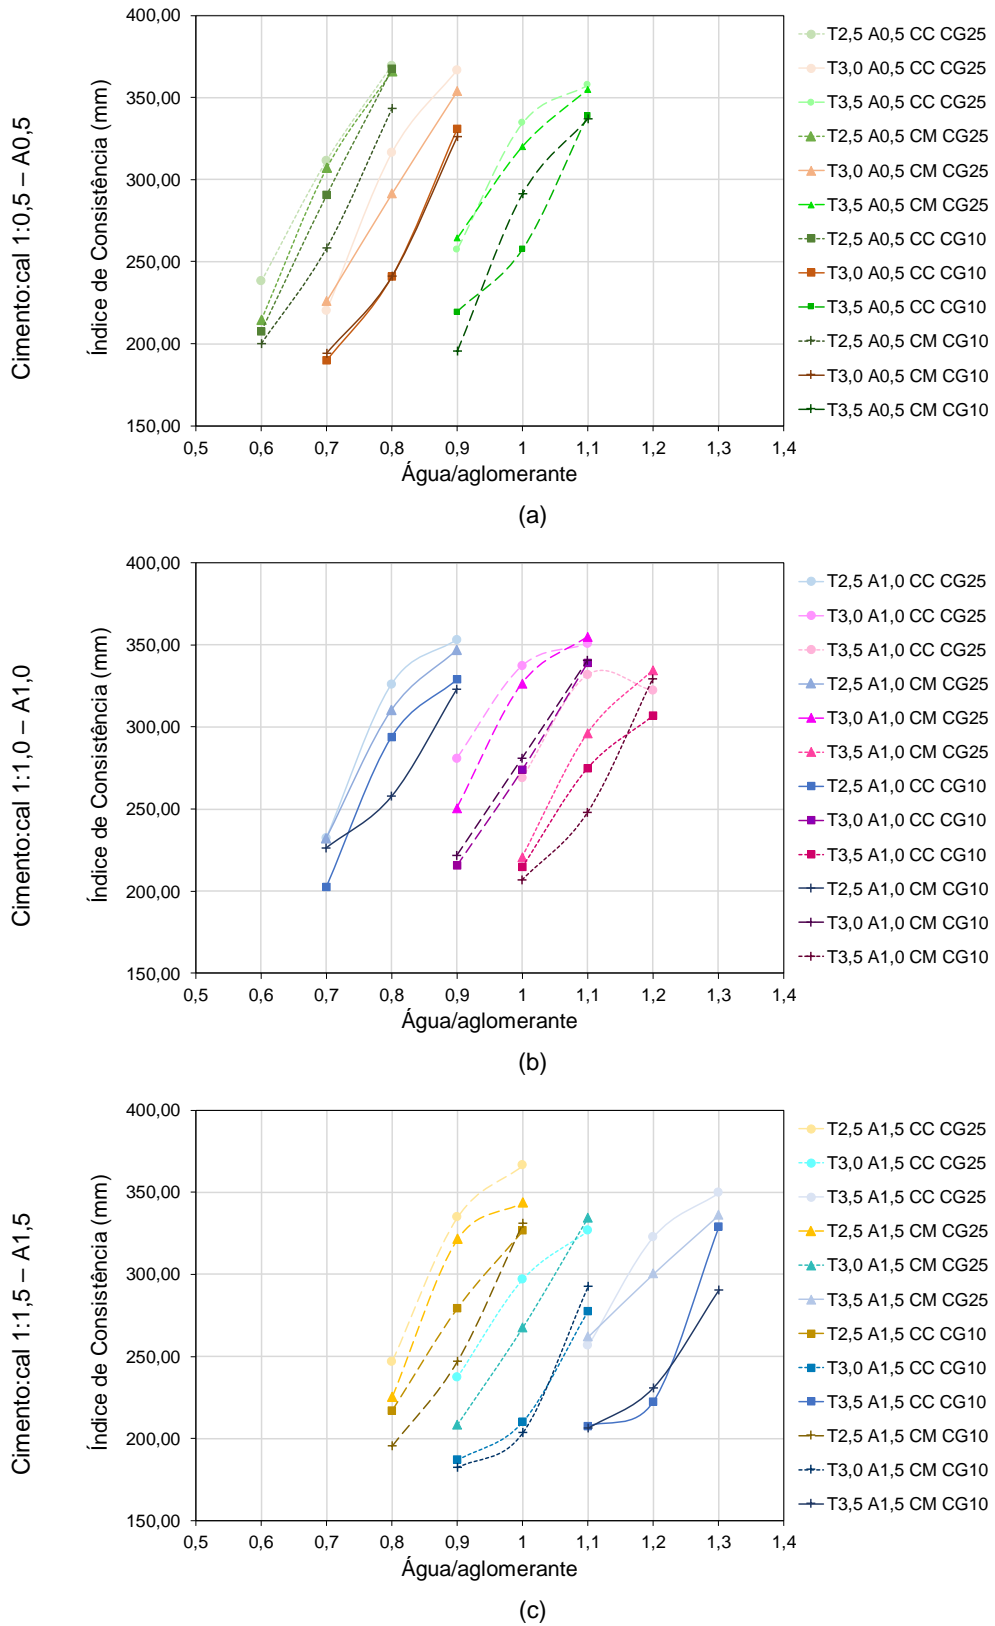 Cimento:cal 1:0,5 – A0,5
Índice de Consistência (mm)
400,00
350,00
300,00
250,00
200,00
150,00
0,5 0,6 0,7 0,8 0,9 1 1,1 1,2 1,3 1,4
Água/aglomerante
T2,5 A0,5 CC CG25
T3,0 A0,5 CC CG25
T3,5 A0,5 CC CG25
T2,5 A0,5 CM CG25
T3,0 A0,5 CM CG25
T3,5 A0,5 CM CG25
T2,5 A0,5 CC CG10
T3,0 A0,5 CC CG10
T3,5 A0,5 CC CG10
T2,5 A0,5 CM CG10
T3,0 A0,5 CM CG10
T3,5 A0,5 CM CG10
(a)
Cimento:cal 1:1,0 – A1,0
Índice de Consistência (mm)
400,00
350,00
300,00
250,00
200,00
150,00
0,5 0,6 0,7 0,8 0,9 1 1,1 1,2 1,3 1,4
Água/aglomerante
T2,5 A1,0 CC CG25
T3,0 A1,0 CC CG25
T3,5 A1,0 CC CG25
T2,5 A1,0 CM CG25
T3,0 A1,0 CM CG25
T3,5 A1,0 CM CG25
T2,5 A1,0 CC CG10
T3,0 A1,0 CC CG10
T3,5 A1,0 CC CG10
T2,5 A1,0 CM CG10
T3,0 A1,0 CM CG10
T3,5 A1,0 CM CG10
(b)
Cimento:cal 1:1,5 – A1,5
Índice de Consistência (mm)
400,00
350,00
300,00
250,00
200,00
150,00
0,5 0,6 0,7 0,8 0,9 1 1,1 1,2 1,3 1,4
Água/aglomerante
T2,5 A1,5 CC CG25
T3,0 A1,5 CC CG25
T3,5 A1,5 CC CG25
T2,5 A1,5 CM CG25
T3,0 A1,5 CM CG25
T3,5 A1,5 CM CG25
T2,5 A1,5 CC CG10
T3,0 A1,5 CC CG10
T3,5 A1,5 CC CG10
T2,5 A1,5 CM CG10
T3,0 A1,5 CM CG10
T3,5 A1,5 CM CG10
(c)